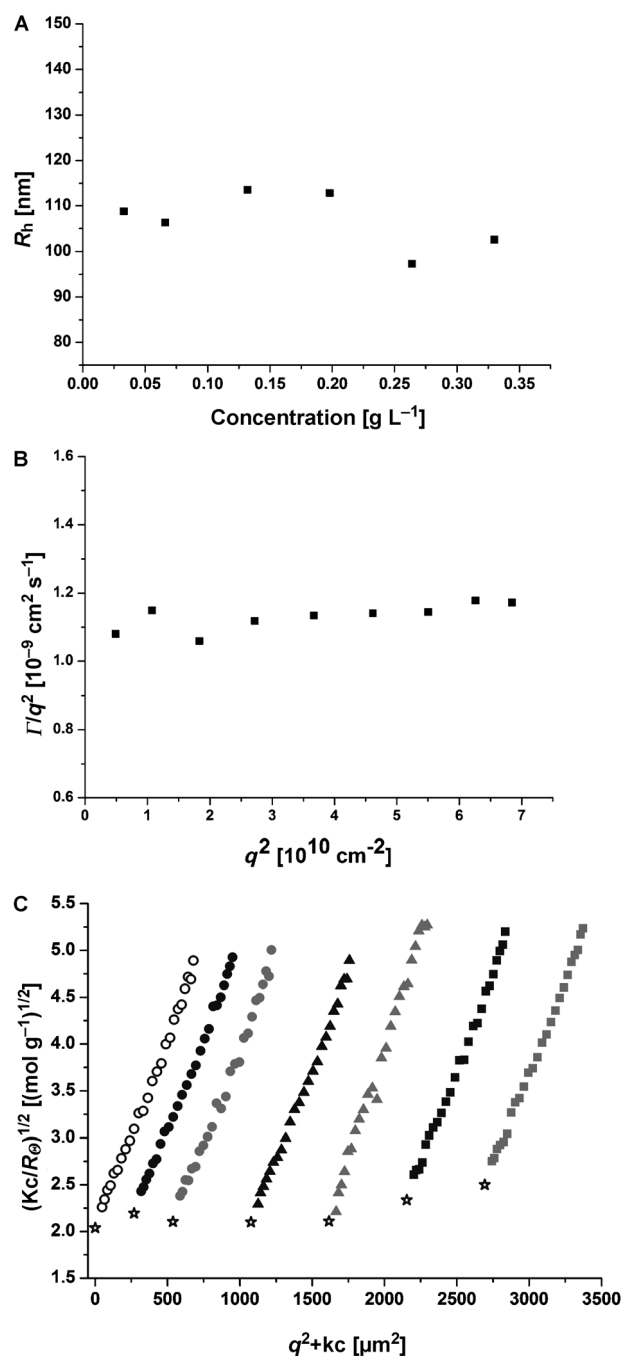 A
150
140
130
120
110
100
90
80
R_h [nm]
0.00 0.05 0.10 0.15 0.20 0.25 0.30 0.35
Concentration [g L⁻¹]
B
1.6
1.4
1.2
1.0
0.8
0.6
Γ/q² [10⁻⁹ cm² s⁻¹]
0 1 2 3 4 5 6 7
q² [10¹⁰ cm⁻²]
C
5.5
5.0
4.5
4.0
3.5
3.0
2.5
2.0
1.5
(Kc/R_Θ)^1/2 [(mol g⁻¹)^1/2]
0 500 1000 1500 2000 2500 3000 3500
q²+kc [µm²]